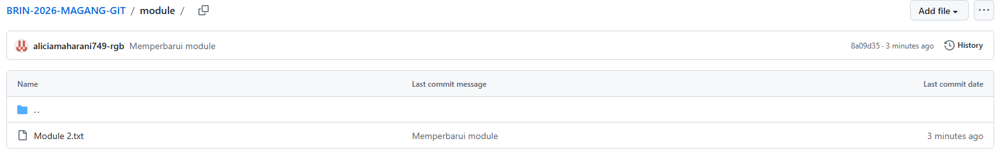 BRIN-2026-MAGANG-GIT / module /
Add file
aliciamaharani749-rgb Memperbarui module
8a09d35 · 3 minutes ago
History
Name Last commit message Last commit date
..
Module 2.txt Memperbarui module 3 minutes ago